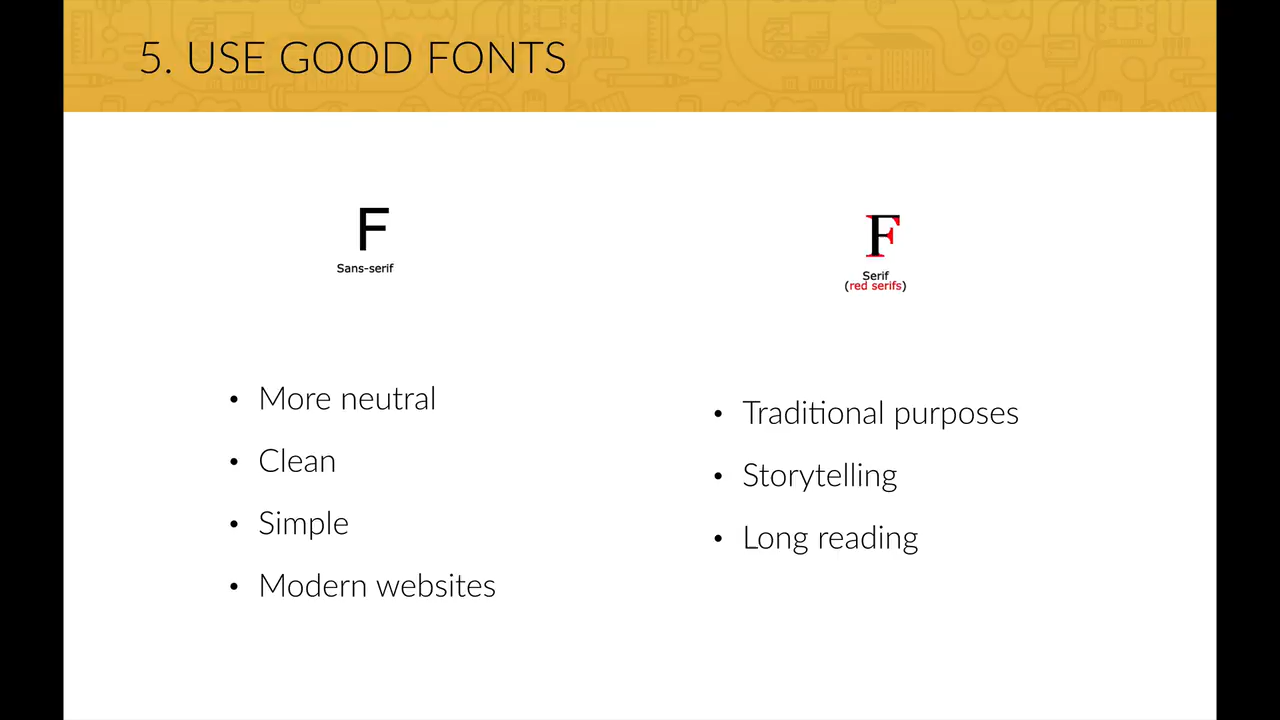 5. USE GOOD FONTS
F
Sans-serif
F
Serif
(red serifs)
• More neutral
• Clean
• Simple
• Modern websites
• Traditional purposes
• Storytelling
• Long reading